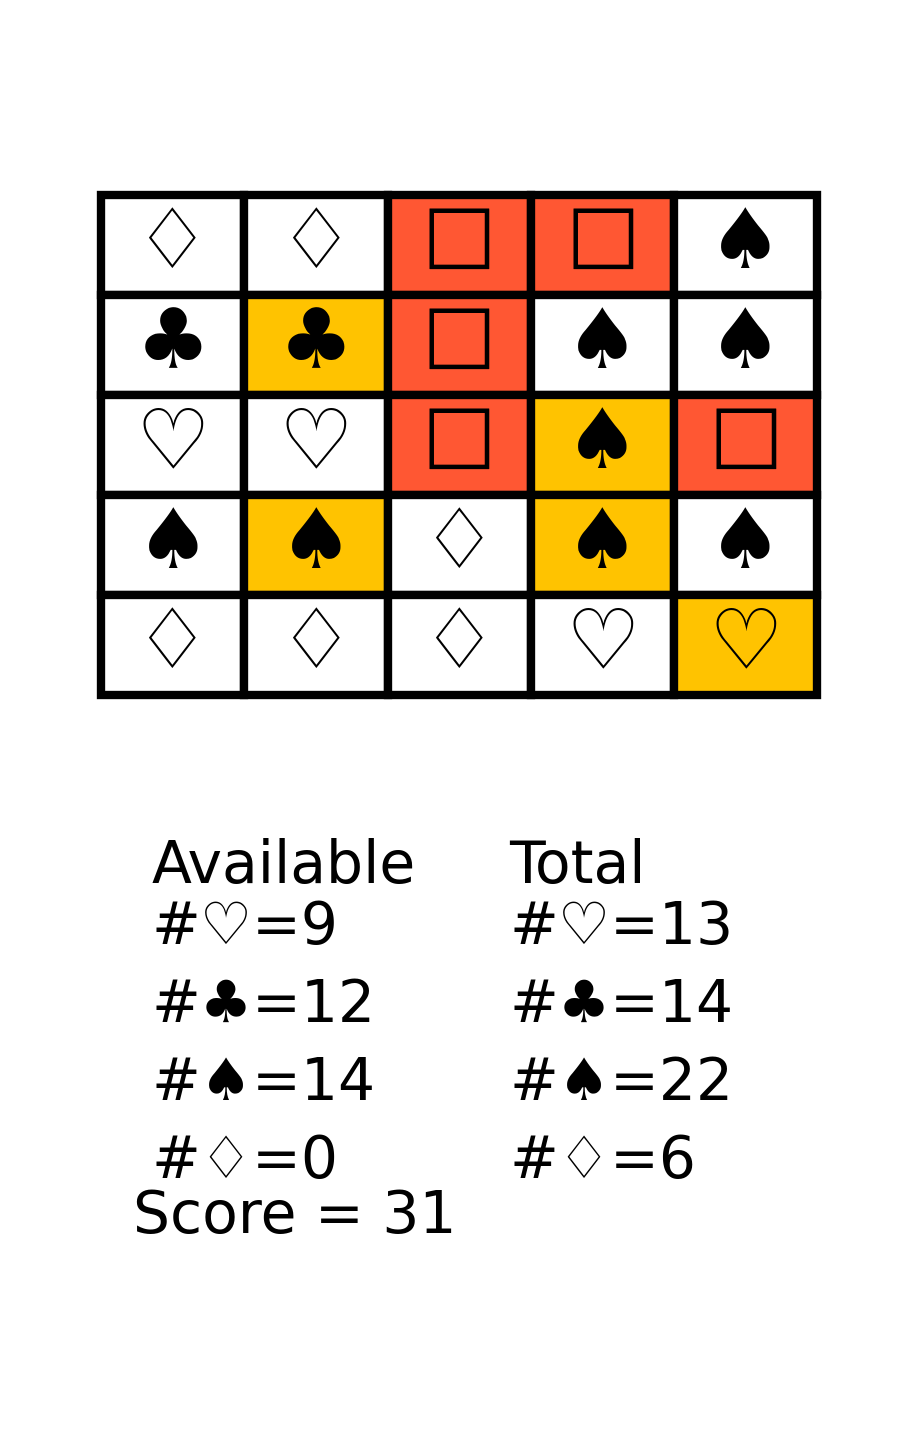 ♢ ♢ □ □ ♠
♣ ♣ □ ♠ ♠
♡ ♡ □ ♠ □
♠ ♠ ♢ ♠ ♠
♢ ♢ ♢ ♡ ♡
Available Total
#♡=9 #♡=13
#♣=12 #♣=14
#♠=14 #♠=22
#♢=0 #♢=6
Score = 31